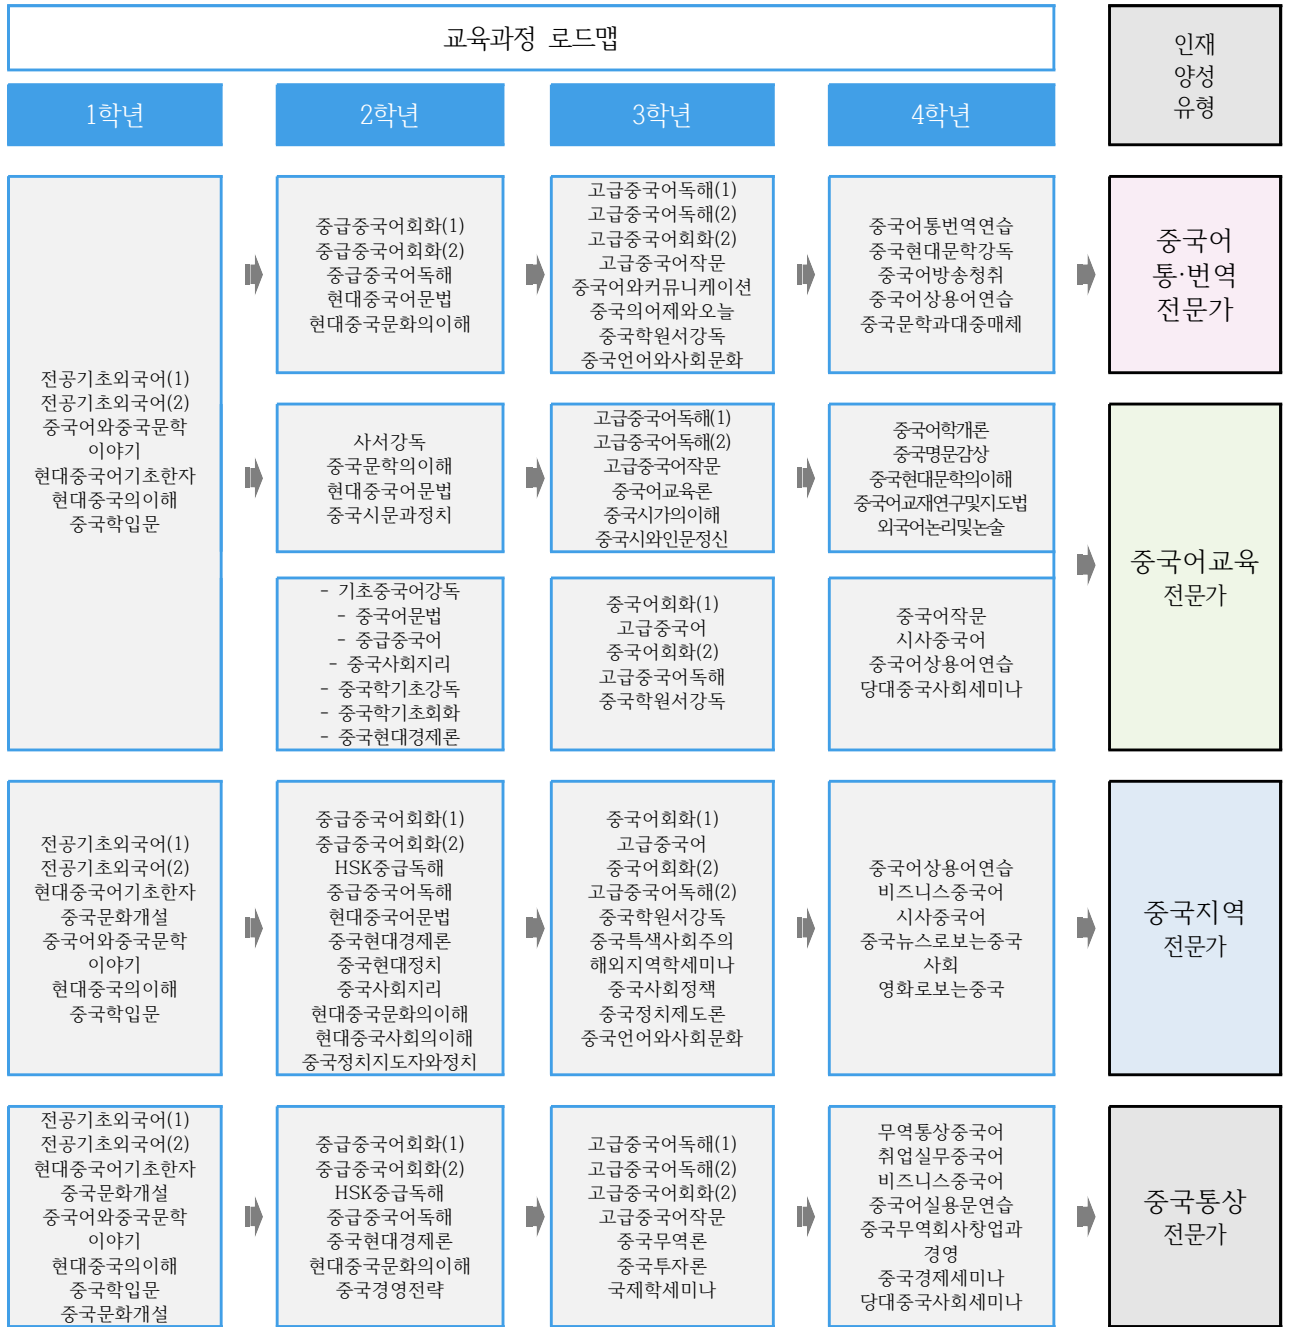 교육과정 로드맵
인재
양성
유형
1학년
2학년
3학년
4학년
전공기초외국어(1)
전공기초외국어(2)
중국어와중국문학
이야기
현대중국어기초한자
현대중국의이해
중국학입문
중급중국어회화(1)
중급중국어회화(2)
중급중국어독해
현대중국어문법
현대중국문화의이해
고급중국어독해(1)
고급중국어독해(2)
고급중국어회화(2)
고급중국어작문
중국어와커뮤니케이션
중국의어제와오늘
중국학원서강독
중국언어와사회문화
중국어통번역연습
중국현대문학강독
중국어방송청취
중국어상용어연습
중국문학과대중매체
중국어
통·번역
전문가
사서강독
중국문학의이해
현대중국어문법
중국시문과정치
고급중국어독해(1)
고급중국어독해(2)
고급중국어작문
중국어교육론
중국시가의이해
중국시와인문정신
중국어학개론
중국명문감상
중국현대문학의이해
중국어교재연구및지도법
외국어논리및논술
중국어교육
전문가
- 기초중국어강독
- 중국어문법
- 중급중국어
- 중국사회지리
- 중국학기초강독
- 중국학기초회화
- 중국현대경제론
중국어회화(1)
고급중국어
중국어회화(2)
고급중국어독해
중국학원서강독
중국어작문
시사중국어
중국어상용어연습
당대중국사회세미나
전공기초외국어(1)
전공기초외국어(2)
현대중국어기초한자
중국문화개설
중국어와중국문학
이야기
현대중국의이해
중국학입문
중급중국어회화(1)
중급중국어회화(2)
HSK중급독해
중급중국어독해
현대중국어문법
중국현대경제론
중국현대정치
중국사회지리
현대중국문화의이해
현대중국사회의이해
중국정치지도자와정치
중국어회화(1)
고급중국어
중국어회화(2)
고급중국어독해(2)
중국학원서강독
중국특색사회주의
해외지역학세미나
중국사회정책
중국정치제도론
중국언어와사회문화
중국어상용어연습
비즈니스중국어
시사중국어
중국뉴스로보는중국
사회
영화로보는중국
중국지역
전문가
전공기초외국어(1)
전공기초외국어(2)
현대중국어기초한자
중국문화개설
중국어와중국문학
이야기
현대중국의이해
중국학입문
중국문화개설
중급중국어회화(1)
중급중국어회화(2)
HSK중급독해
중급중국어독해
중국현대경제론
현대중국문화의이해
중국경영전략
고급중국어독해(1)
고급중국어독해(2)
고급중국어회화(2)
고급중국어작문
중국무역론
중국투자론
국제학세미나
무역통상중국어
취업실무중국어
비즈니스중국어
중국어실용문연습
중국무역회사창업과
경영
중국경제세미나
당대중국사회세미나
중국통상
전문가